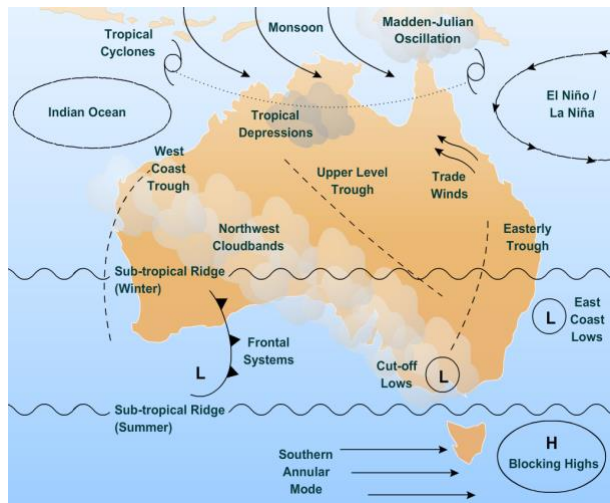 Tropical
Cyclones
Monsoon
Madden-Julian
Oscillation
Indian Ocean
El Niño /
La Niña
Tropical
Depressions
West
Coast
Trough
Upper Level
Trough
Trade
Winds
Northwest
Cloudbands
Easterly
Trough
Sub-tropical Ridge
(Winter)
L
East
Coast
Lows
Frontal
Systems
L
Cut-off
Lows
L
Sub-tropical Ridge
(Summer)
Southern
Annular
Mode
H
Blocking Highs